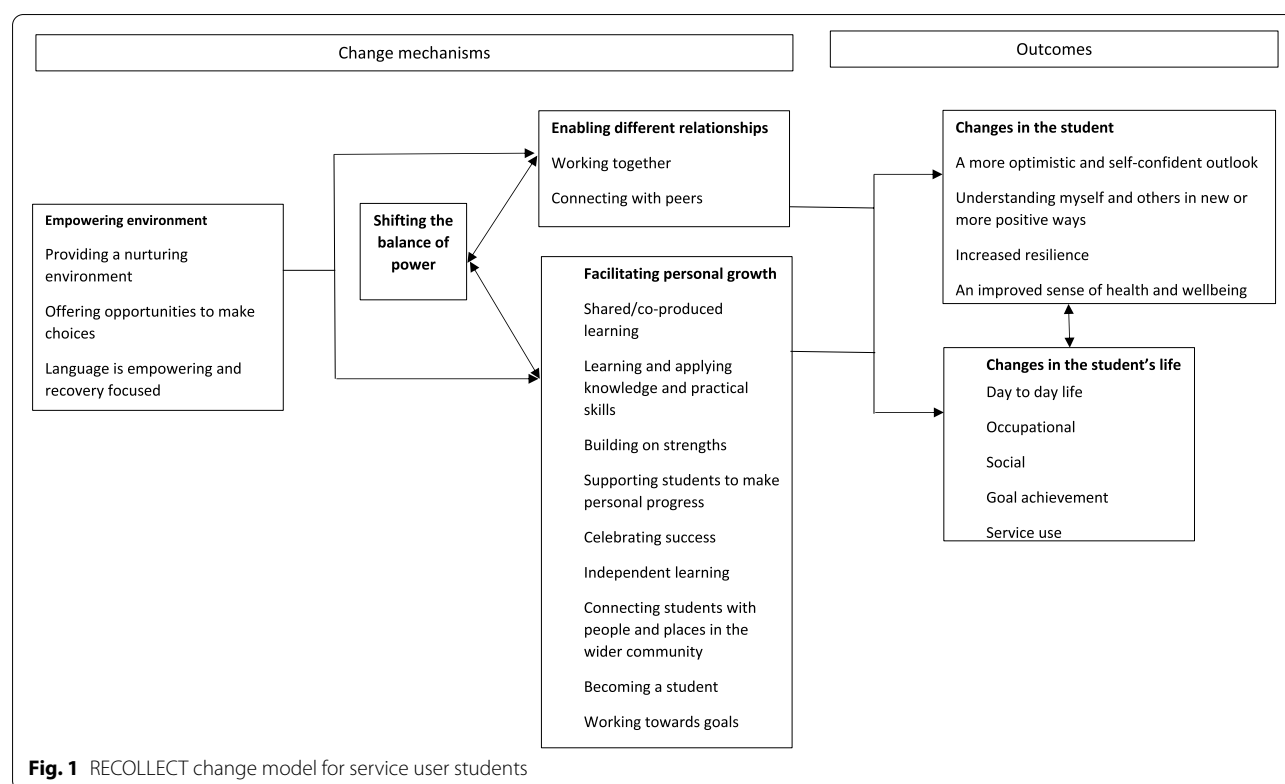 Change mechanisms
Outcomes
Empowering environment
Providing a nurturing
environment
Offering opportunities to make
choices
Language is empowering and
recovery focused
Shifting the
balance of
power
Enabling different relationships
Working together
Connecting with peers
Facilitating personal growth
Shared/co-produced
learning
Learning and applying
knowledge and practical
skills
Building on strengths
Supporting students to make
personal progress
Celebrating success
Independent learning
Connecting students with
people and places in the
wider community
Becoming a student
Working towards goals
Changes in the student
A more optimistic and self-confident outlook
Understanding myself and others in new or
more positive ways
Increased resilience
An improved sense of health and wellbeing
Changes in the student’s life
Day to day life
Occupational
Social
Goal achievement
Service use
Fig. 1 RECOLLECT change model for service user students